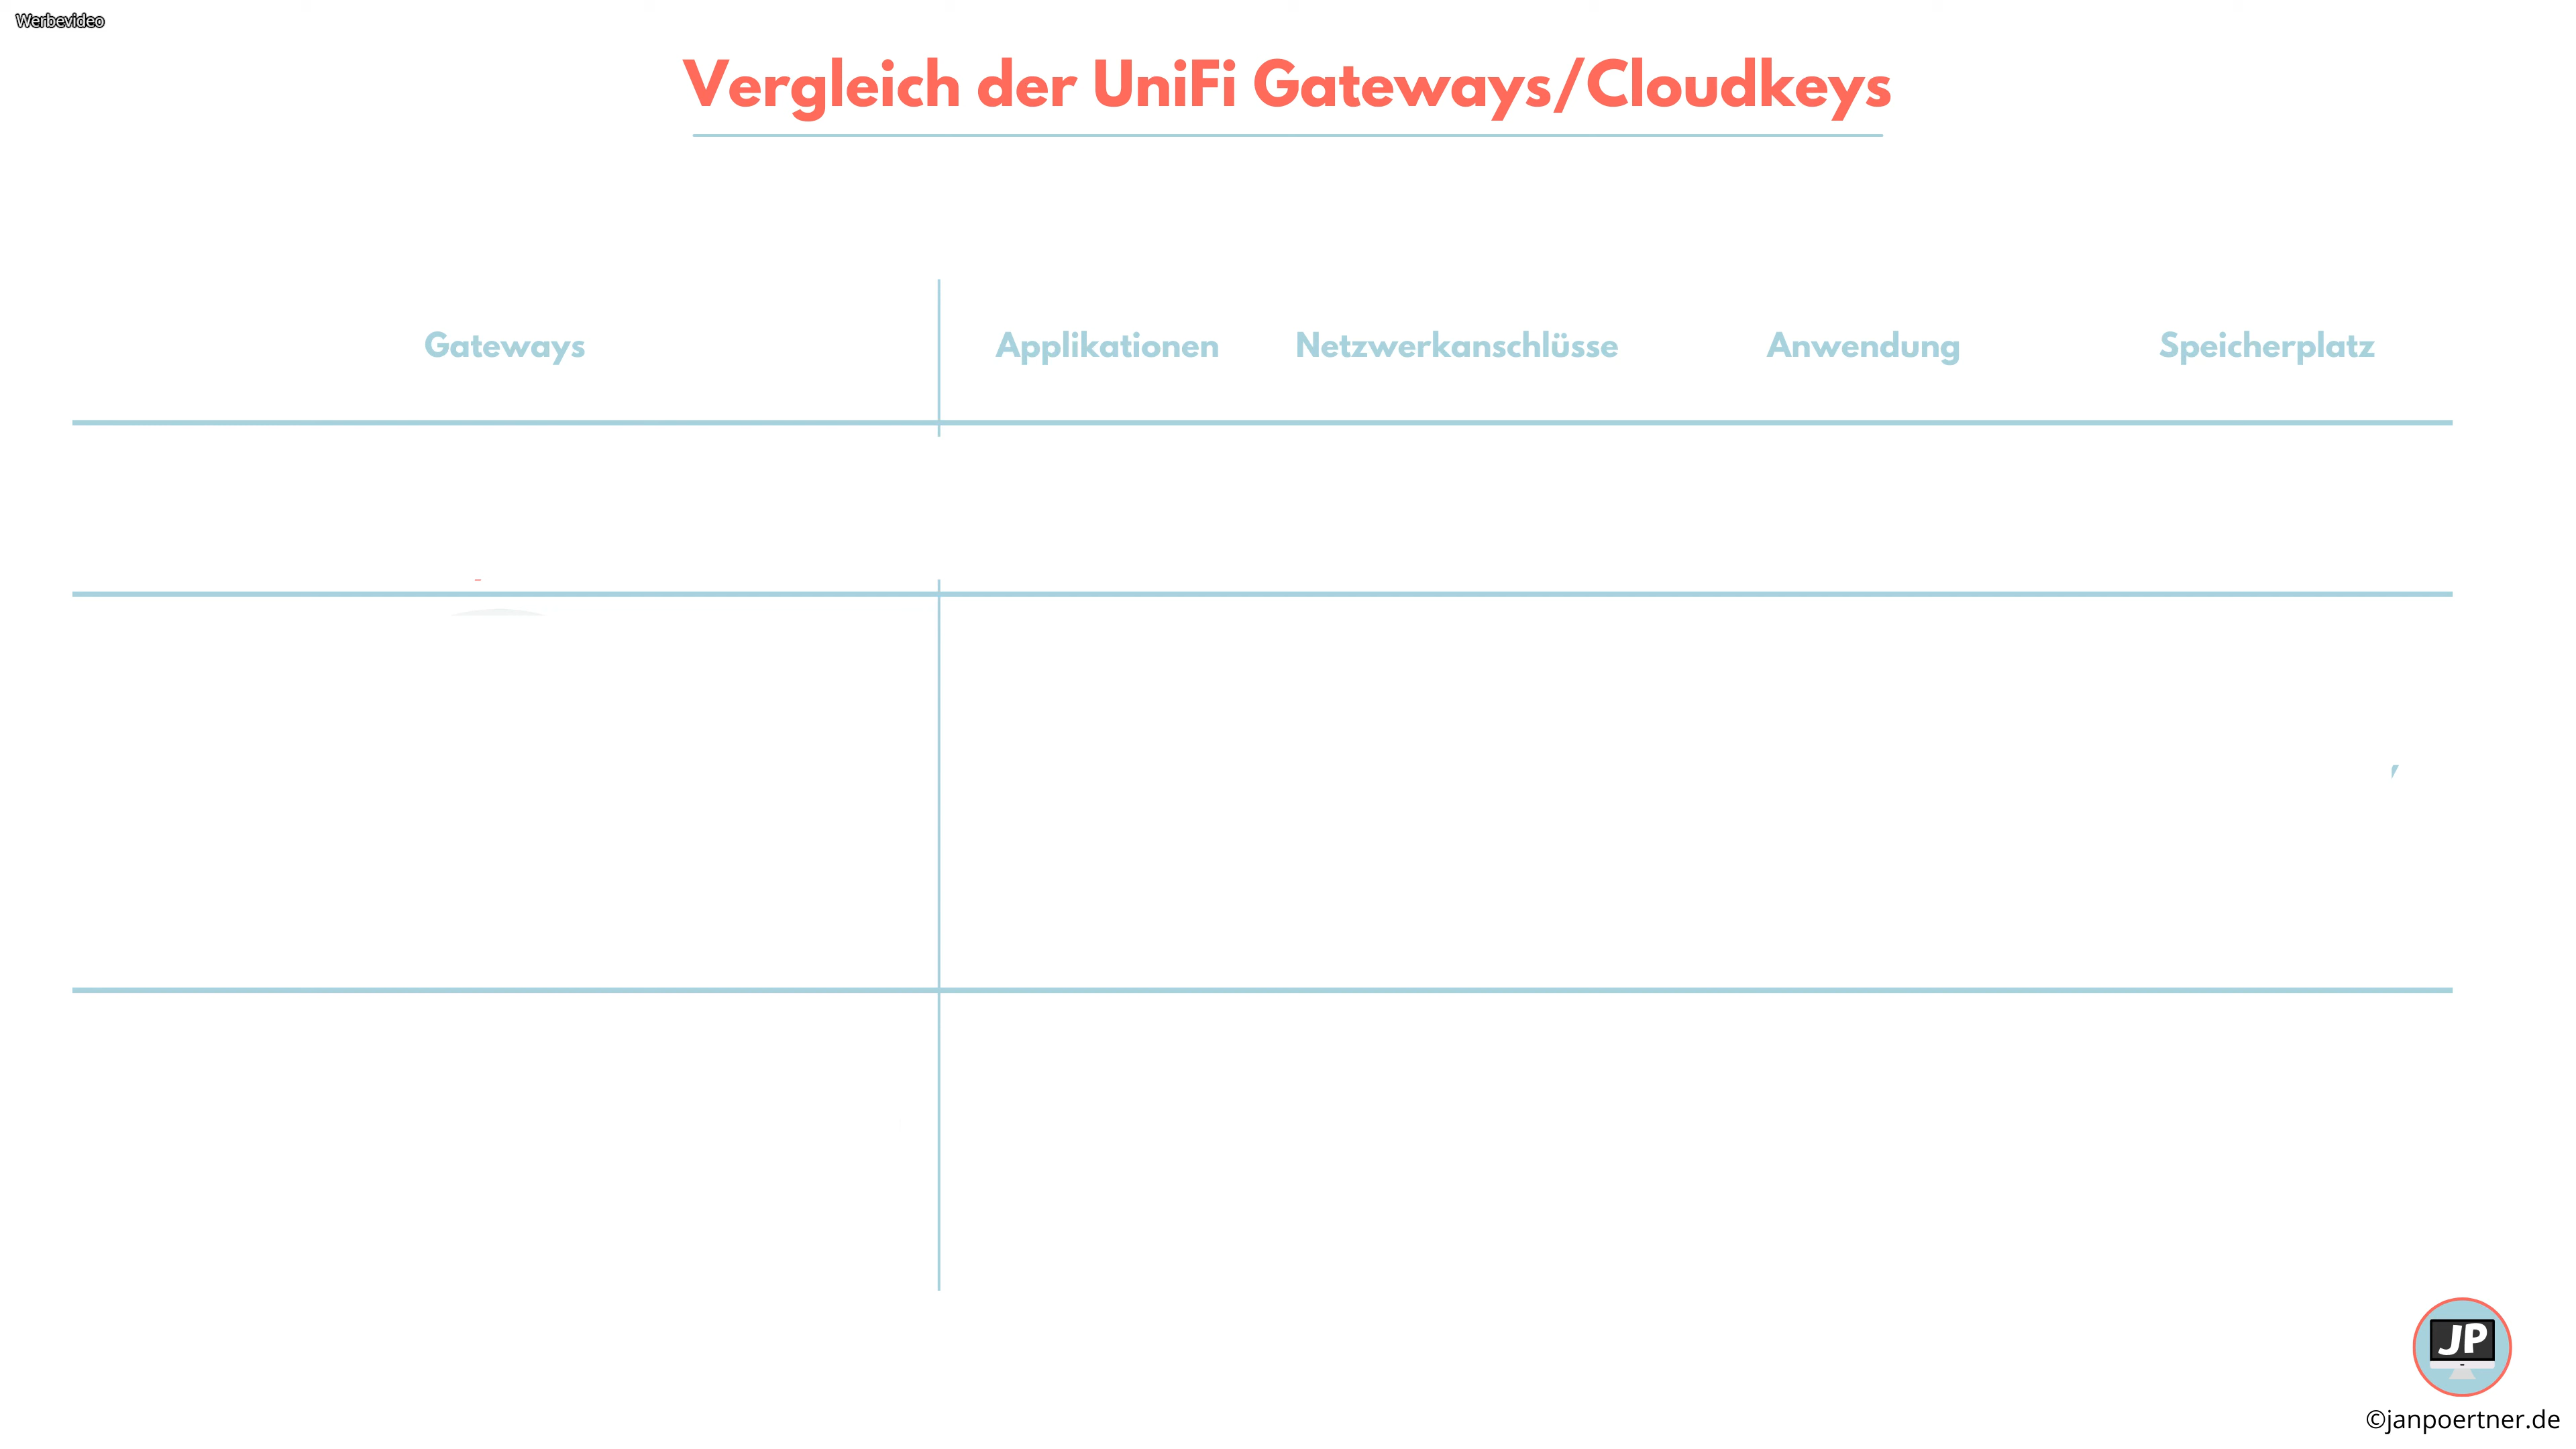 Werbevideo
Vergleich der UniFi Gateways/Cloudkeys
Gateways Applikationen Netzwerkanschlüsse Anwendung Speicherplatz
JP
©janpoertner.de